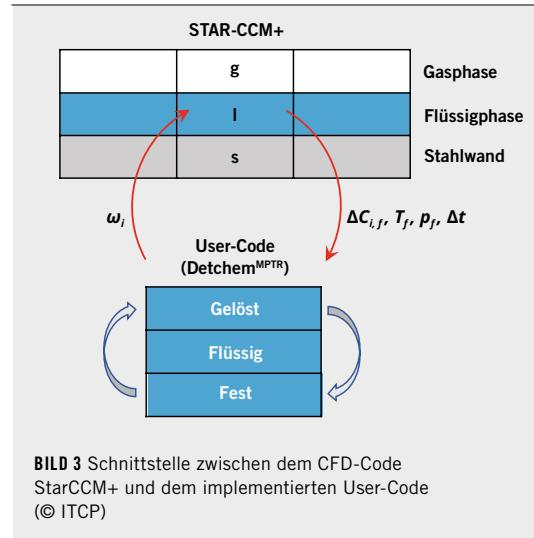 STAR-CCM+
g
Gasphase
l
Flüssigphase
s
Stahlwand
ωi
ΔCi,f, Tf, pf, Δt
User-Code
(DetchemMPTR)
Gelöst
Flüssig
Fest
BILD 3 Schnittstelle zwischen dem CFD-Code
StarCCM+ und dem implementierten User-Code
(© ITCP)